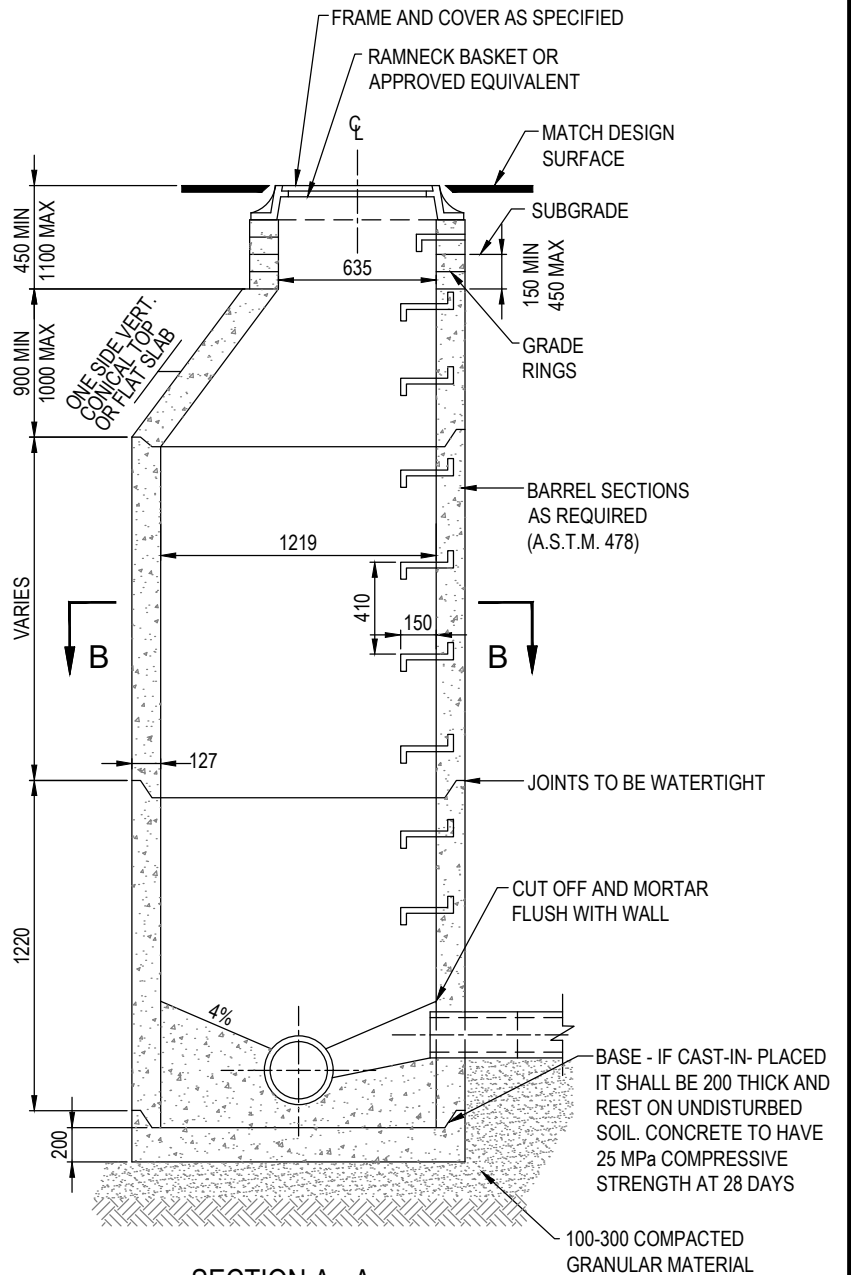 FRAME AND COVER AS SPECIFIED
RAMNECK BASKET OR
APPROVED EQUIVALENT
℄
MATCH DESIGN
SURFACE
SUBGRADE
450 MIN
1100 MAX
635
150 MIN
450 MAX
900 MIN
1000 MAX
ONE SIDE VERT.
CONICAL TOP
OR FLAT SLAB
GRADE
RINGS
BARREL SECTIONS
AS REQUIRED
(A.S.T.M. 478)
1219
VARIES
410
150
B
B
127
JOINTS TO BE WATERTIGHT
CUT OFF AND MORTAR
FLUSH WITH WALL
1220
4%
BASE - IF CAST-IN- PLACED
IT SHALL BE 200 THICK AND
REST ON UNDISTURBED
SOIL. CONCRETE TO HAVE
25 MPa COMPRESSIVE
STRENGTH AT 28 DAYS
200
100-300 COMPACTED
GRANULAR MATERIAL
SECTION A - A